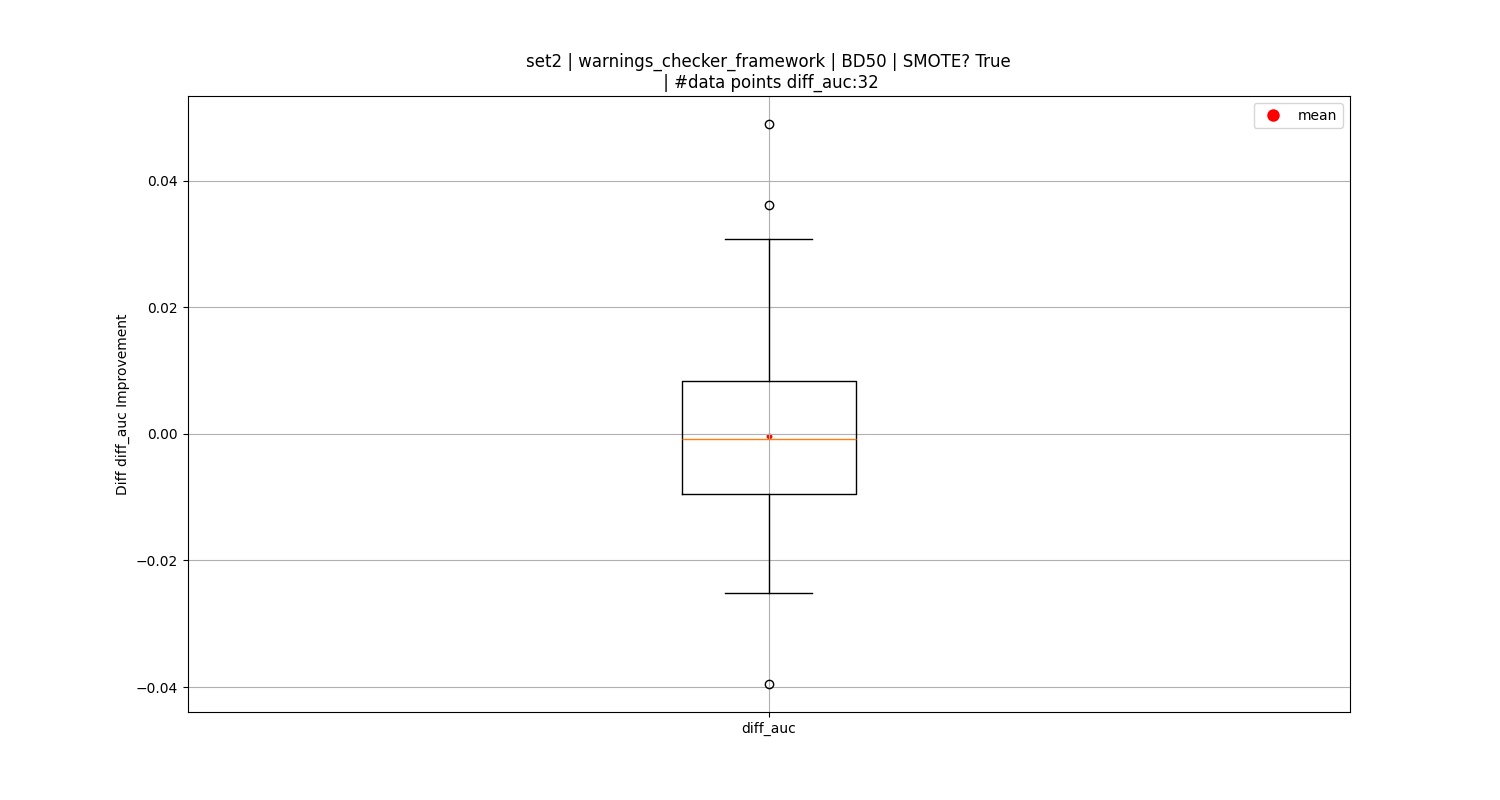 set2 | warnings_checker_framework | BD50 | SMOTE? True
| #data points diff_auc:32
mean
0.04
0.02
0.00
−0.02
−0.04
Diff diff_auc Improvement
diff_auc